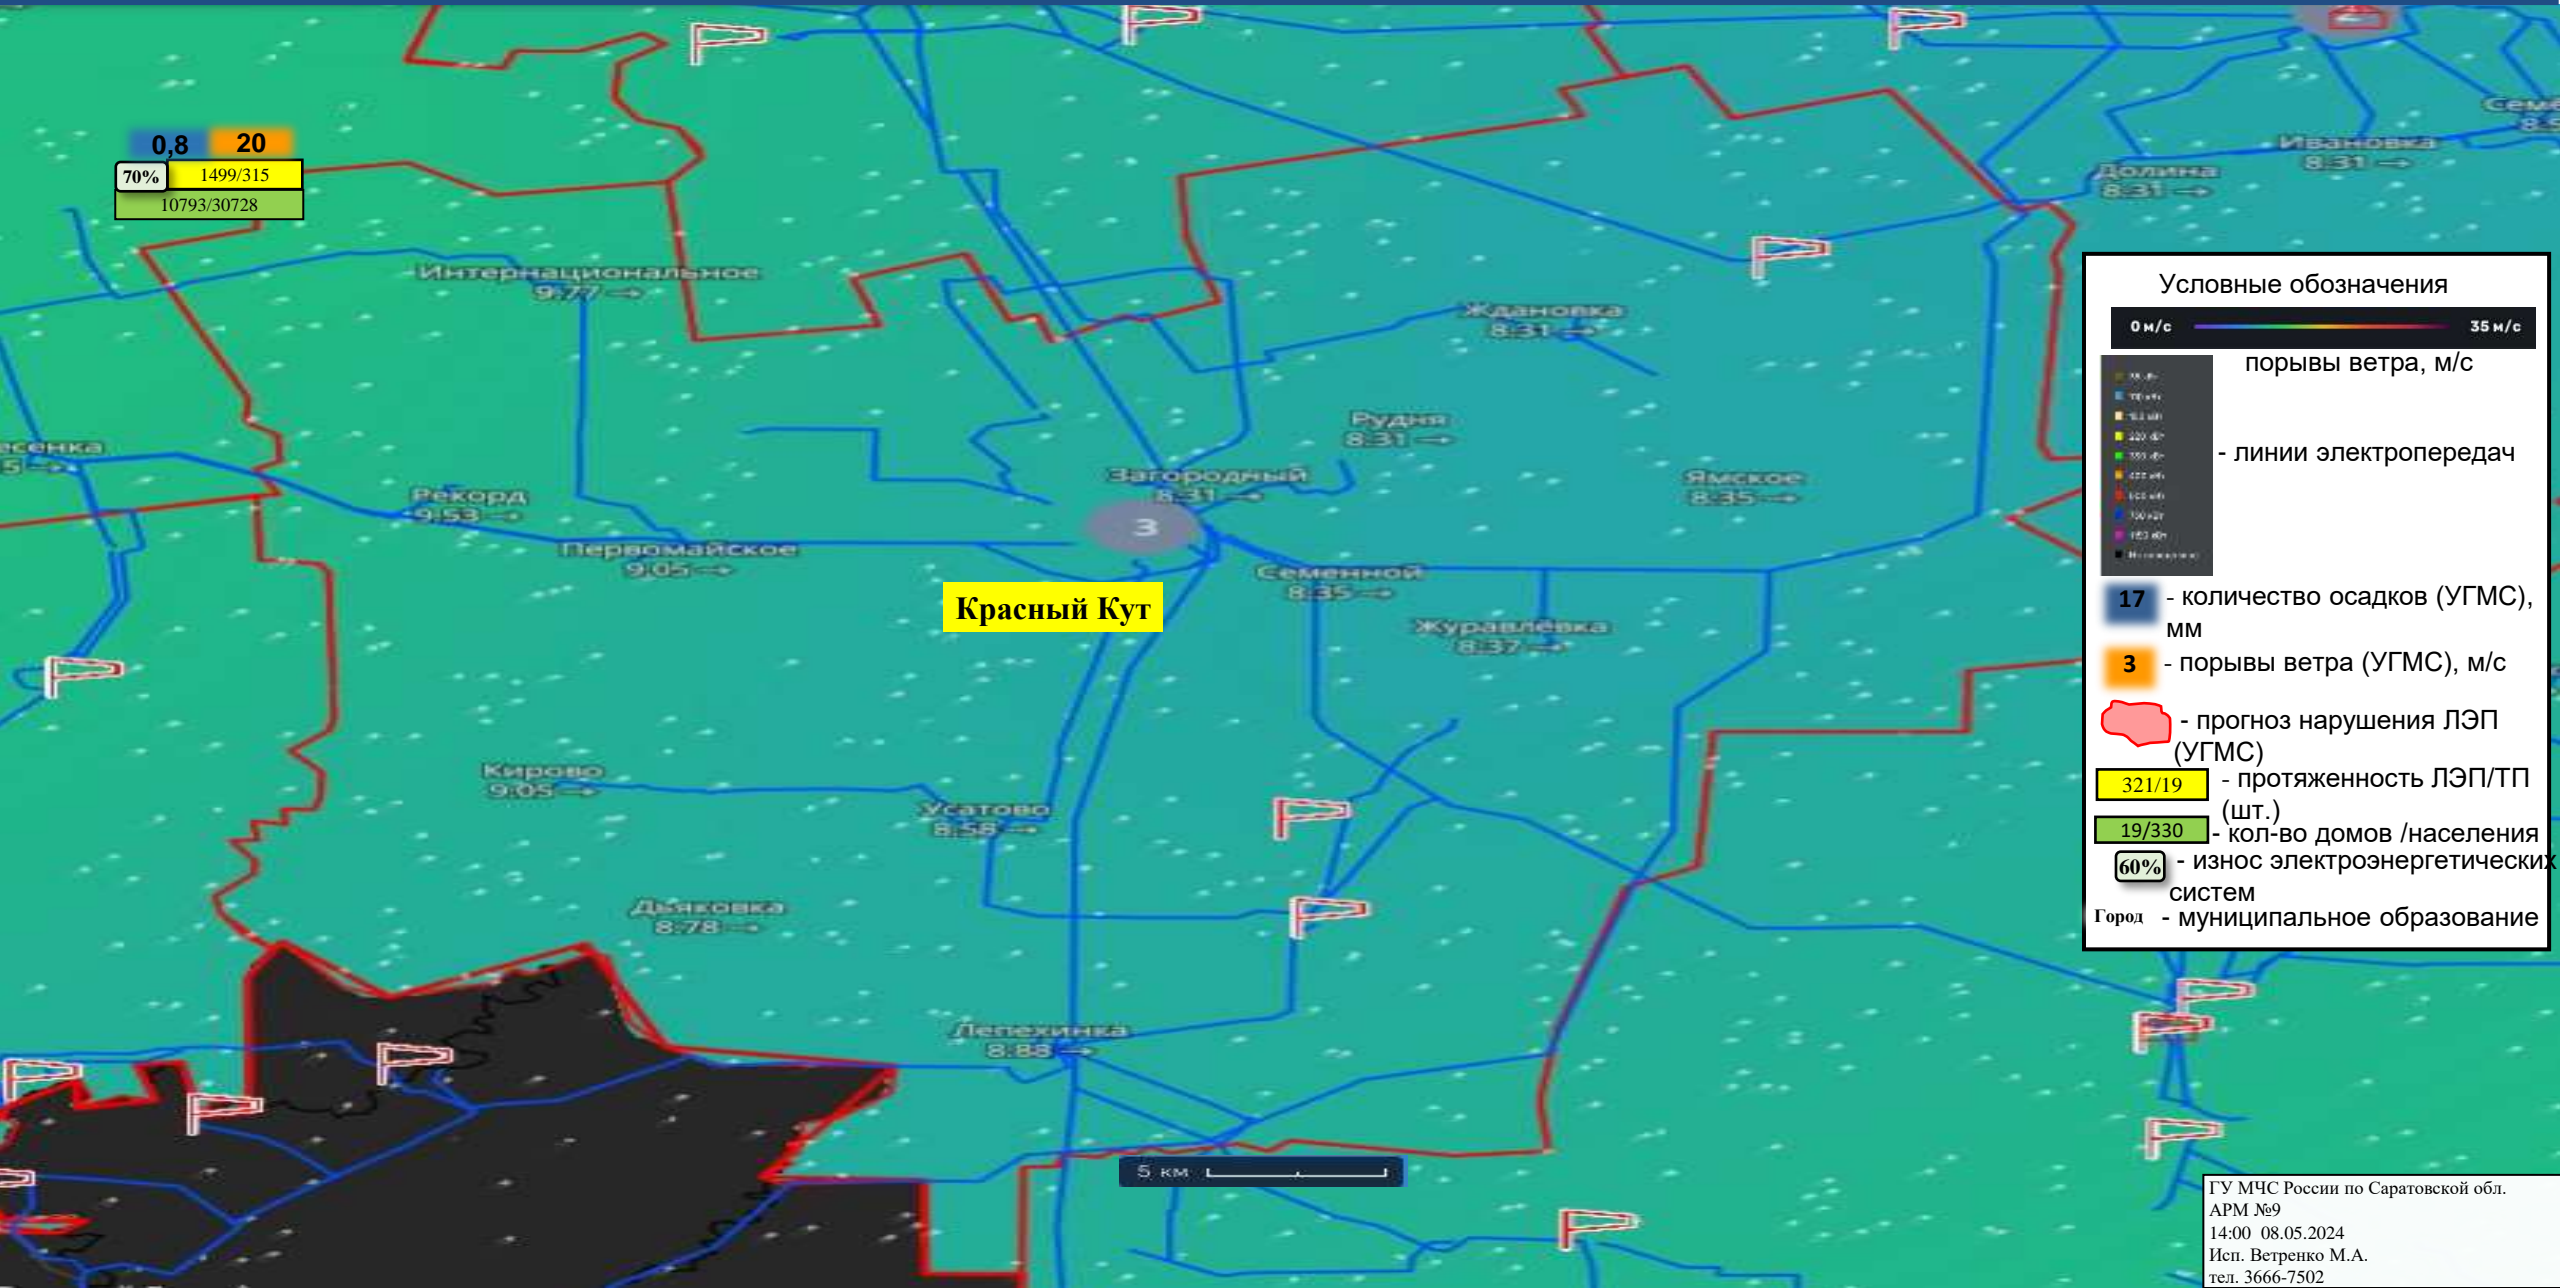 0,8 20
70% 1499/315
10793/30728
Ивановка
8.31 →
Долина
8.31 →
Интернациональное
9.77 →
Ждановка
8.31 →
Рудня
8.31 →
Загородный
8.31 →
3
Ямское
8.35 →
Рекорд
9.53 →
Первомайское
9.05 →
Семенной
8.35 →
Красный Кут
Журавлёвка
8.37 →
Кирово
9.05 →
Усатово
8.58 →
Дьяковка
8.78 →
Лепехинка
8.88 →
5 км
Условные обозначения
0 м/с 35 м/с
порывы ветра, м/с
- линии электропередач
17 - количество осадков (УГМС),
мм
3 - порывы ветра (УГМС), м/с
- прогноз нарушения ЛЭП
(УГМС)
321/19 - протяженность ЛЭП/ТП
(шт.)
19/330 - кол-во домов /населения
60% - износ электроэнергетических
систем
Город - муниципальное образование
ГУ МЧС России по Саратовской обл.
АРМ №9
14:00 08.05.2024
Исп. Ветренко М.А.
тел. 3666-7502